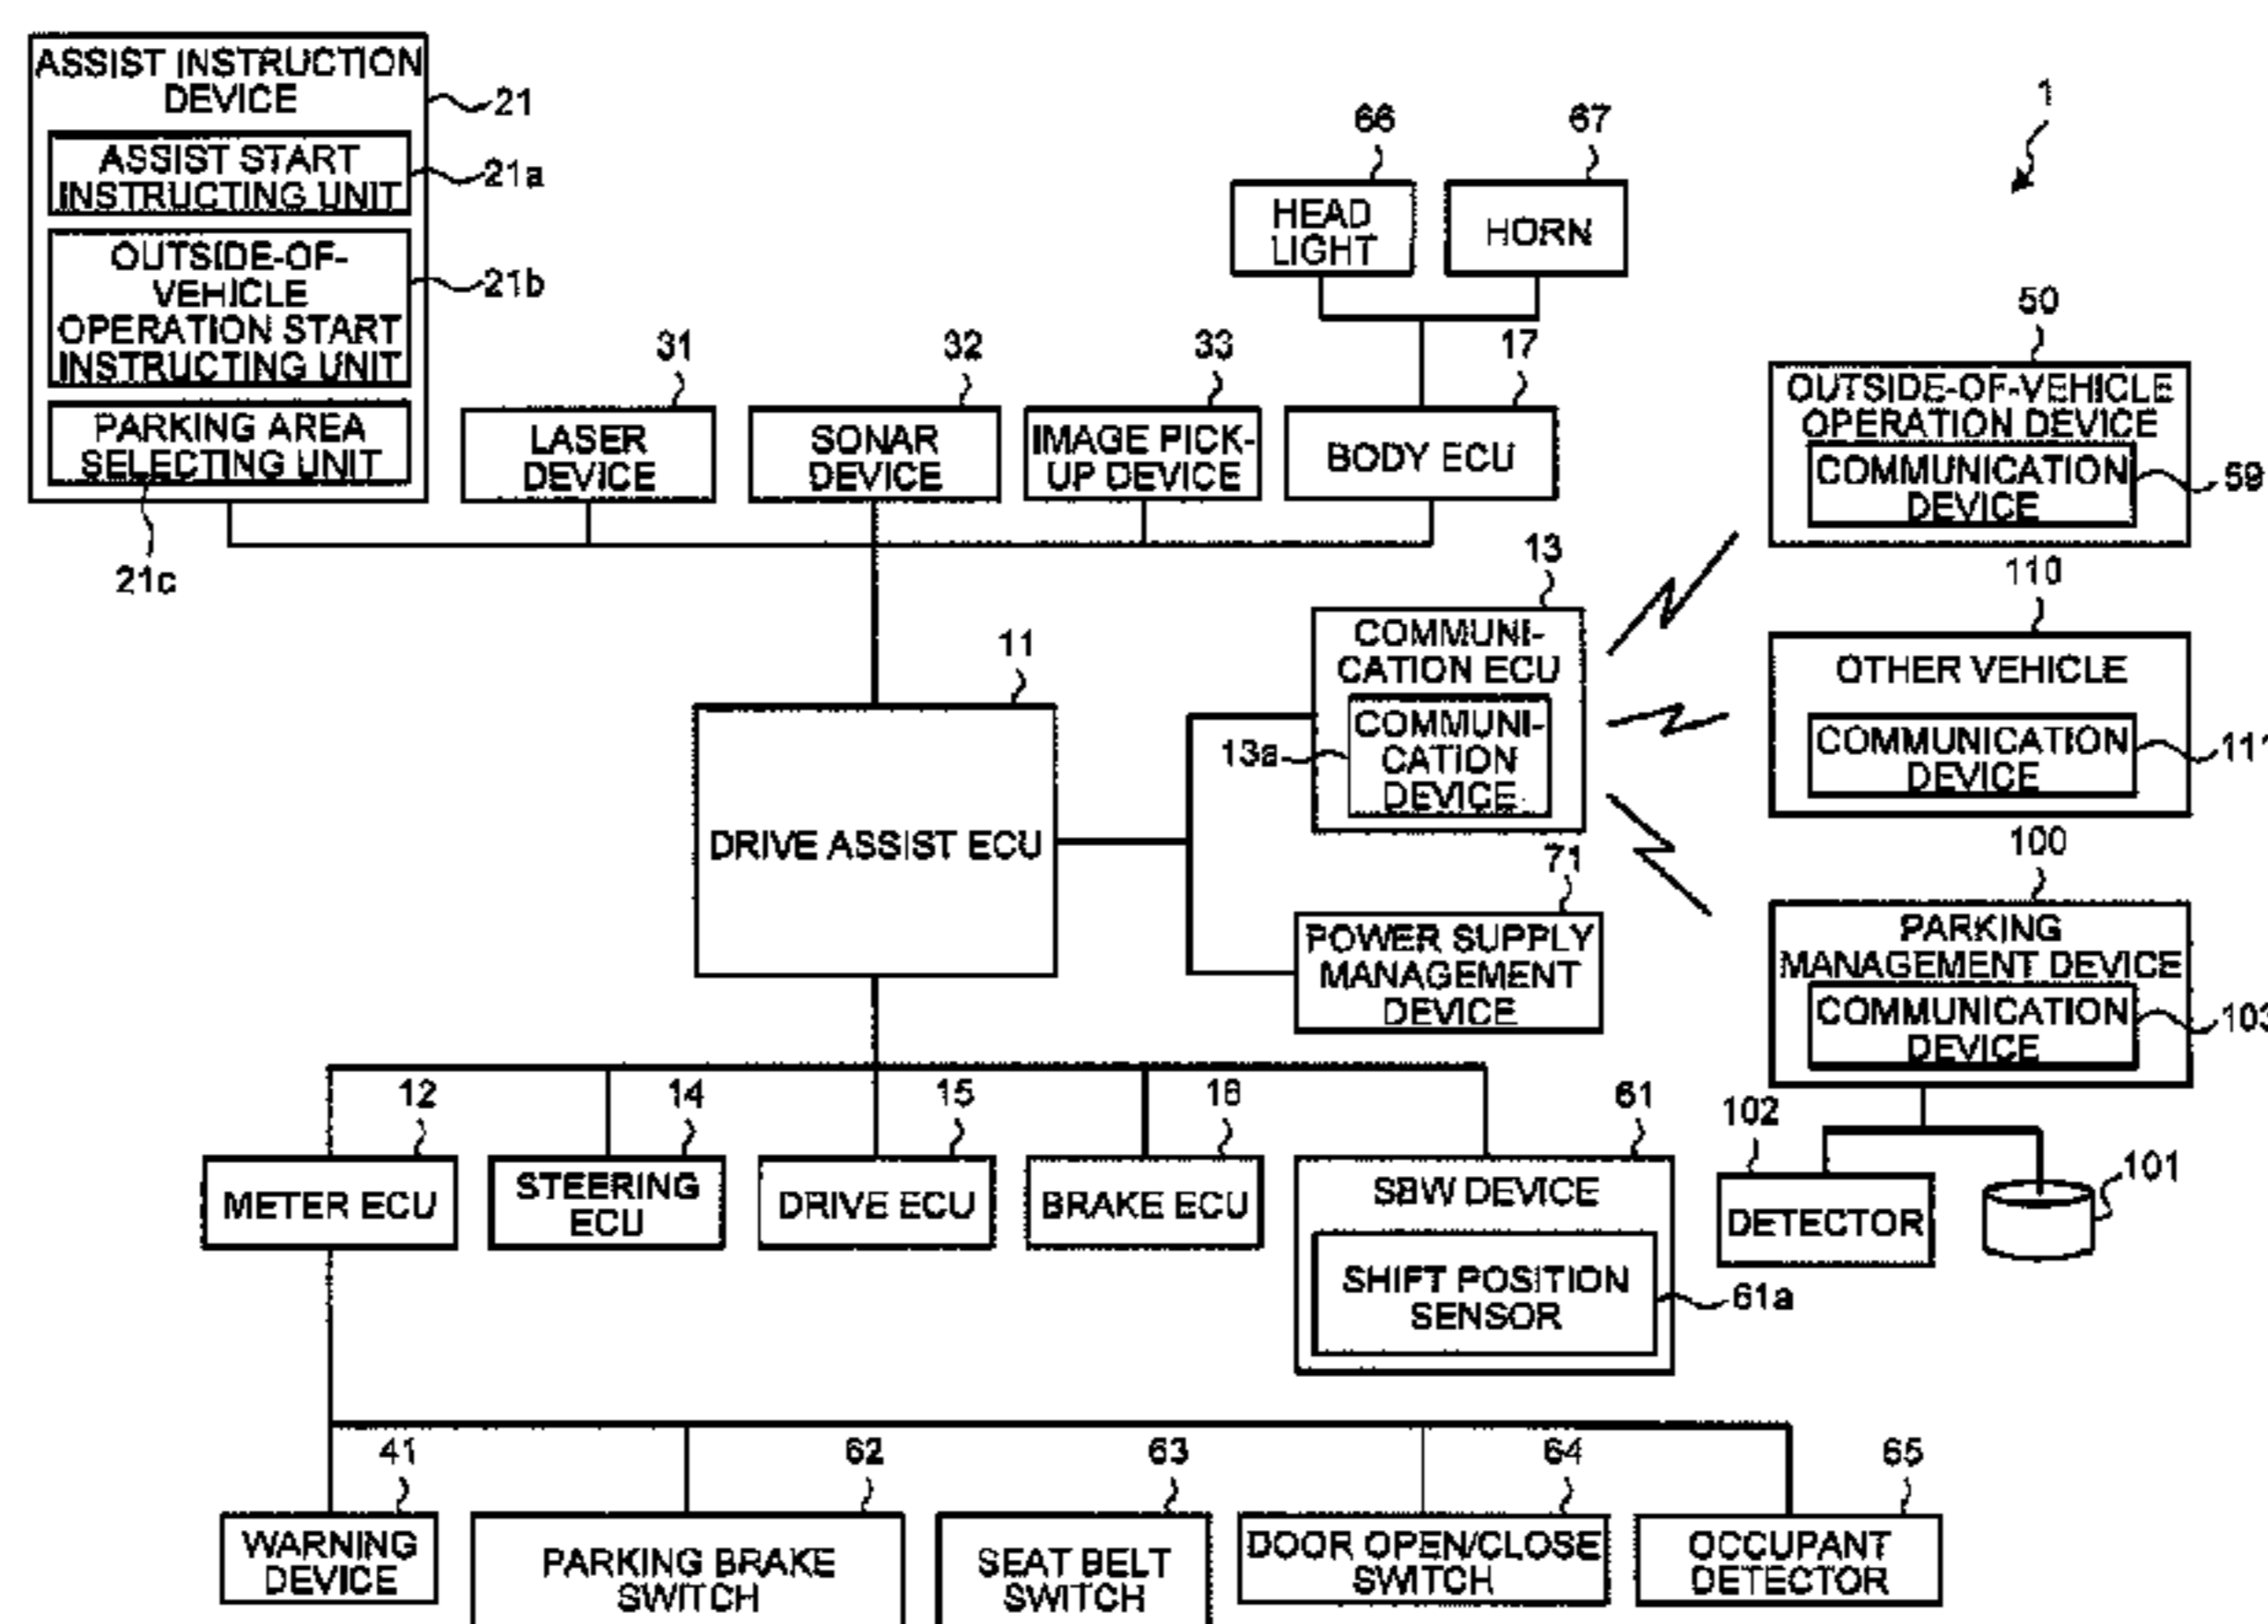 ASSIST INSTRUCTION
DEVICE
21
ASSIST START
INSTRUCTING UNIT
21a
OUTSIDE-OF-
VEHICLE
OPERATION START
INSTRUCTING UNIT
21b
PARKING AREA
SELECTING UNIT
21c
66
67
1
HEAD
LIGHT
HORN
31
32
33
17
LASER
DEVICE
SONAR
DEVICE
IMAGE PICK-
UP DEVICE
BODY ECU
50
OUTSIDE-OF-VEHICLE
OPERATION DEVICE
COMMUNICATION
DEVICE
59
13
COMMUNI-
CATION ECU
13a
COMMUNI-
CATION
DEVICE
110
OTHER VEHICLE
COMMUNICATION
DEVICE
111
11
DRIVE ASSIST ECU
71
POWER SUPPLY
MANAGEMENT
DEVICE
100
PARKING
MANAGEMENT DEVICE
COMMUNICATION
DEVICE
103
102
DETECTOR
101
12
14
15
16
61
METER ECU
STEERING
ECU
DRIVE ECU
BRAKE ECU
SBW DEVICE
SHIFT POSITION
SENSOR
61a
41
62
63
64
65
WARNING
DEVICE
PARKING BRAKE
SWITCH
SEAT BELT
SWITCH
DOOR OPEN/CLOSE
SWITCH
OCCUPANT
DETECTOR